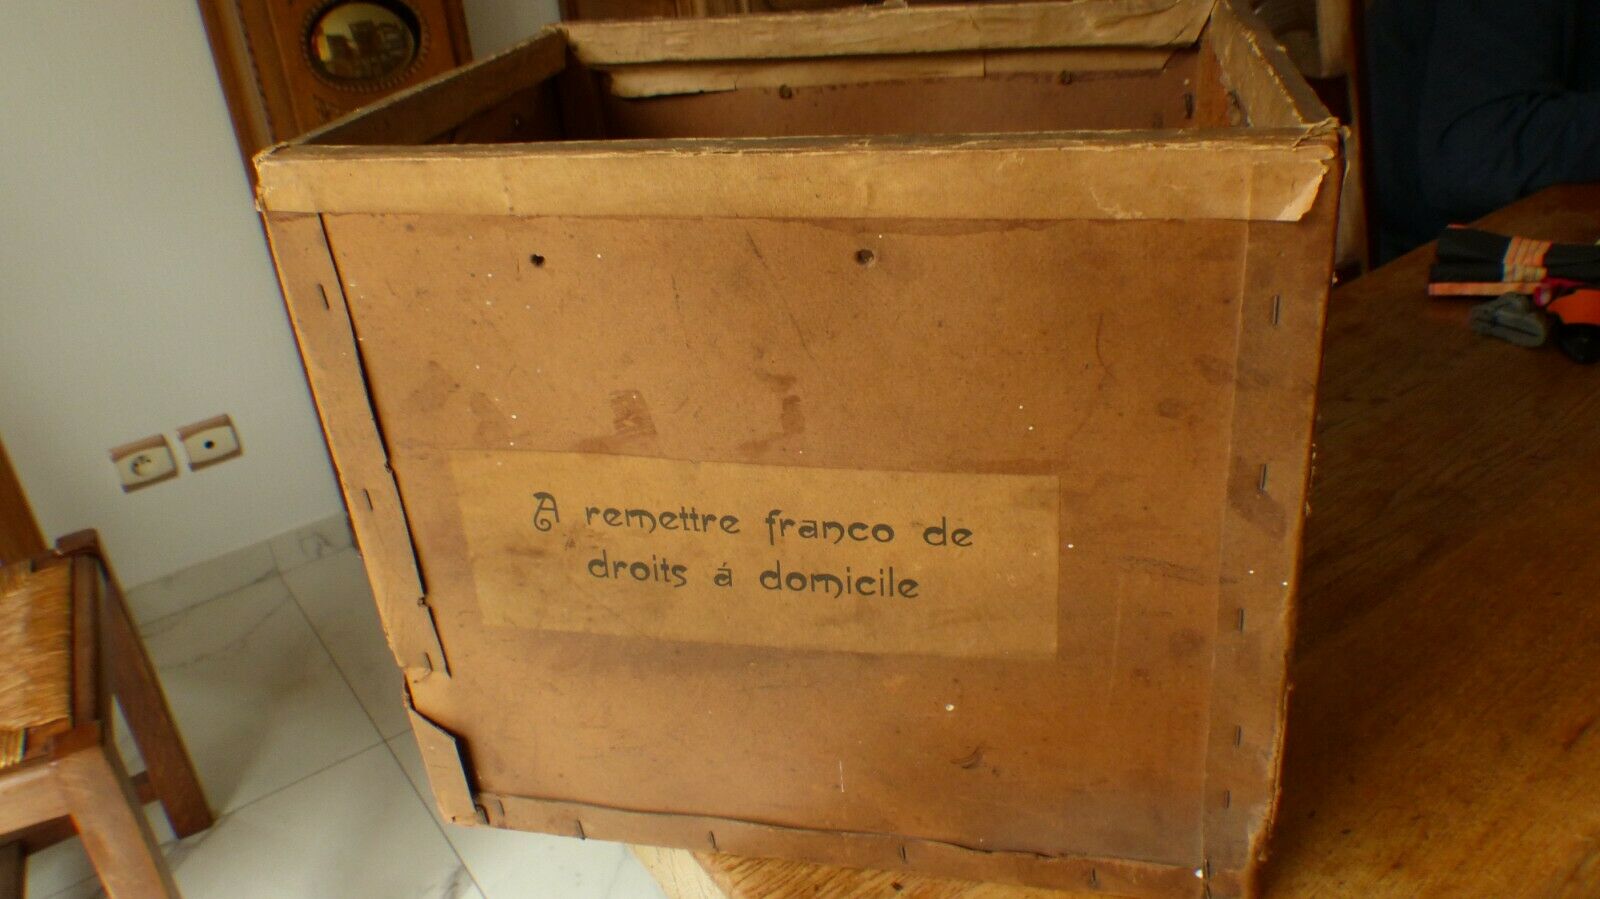 A remettre franco de
droits á domicile